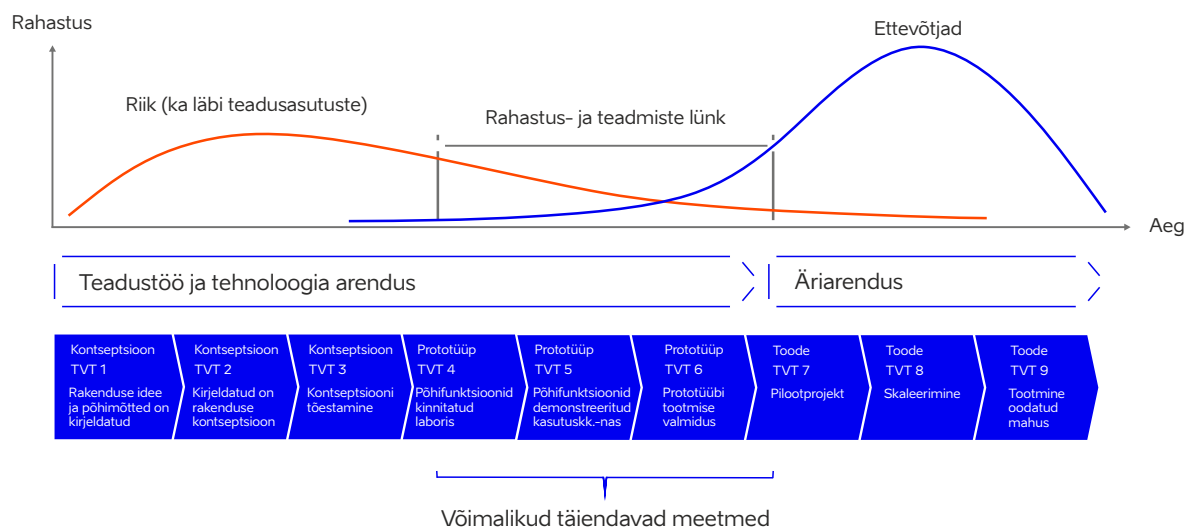 Rahastus
Ettevõtjad
Riik (ka läbi teadusasutuste)
Rahastus- ja teadmiste lünk
Aeg
Teadustöö ja tehnoloogia arendus
Äriarendus
Kontseptsioon
TVT 1
Rakenduse idee
ja põhimõtted on
kirjeldatud
Kontseptsioon
TVT 2
Kirjeldatud on
rakenduse
kontseptsioon
Kontseptsioon
TVT 3
Kontseptsiooni
tõestamine
Prototüüp
TVT 4
Põhifunktsioonid
kinnitatud
laboris
Prototüüp
TVT 5
Põhifunktsioonid
demonstreeritud
kasutuskk.-nas
Prototüüp
TVT 6
Prototüübi
tootmise
valmidus
Toode
TVT 7
Pilootprojekt
Toode
TVT 8
Skaleerimine
Toode
TVT 9
Tootmine
oodatud
mahus
Võimalikud täiendavad meetmed